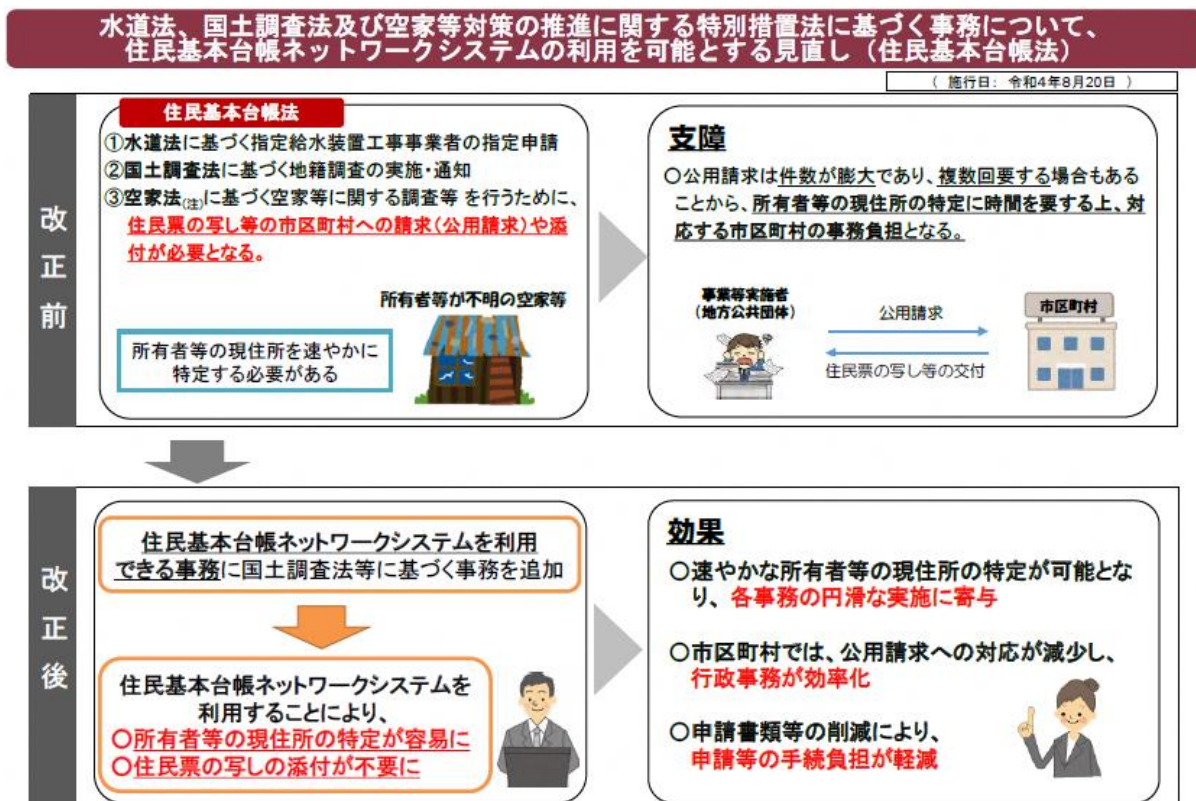 水道法、国土調査法及び空家等対策の推進に関する特別措置法に基づく事務について、
住民基本台帳ネットワークシステムの利用を可能とする見直し（住民基本台帳法）
（ 施行日： 令和4年8月20日 ）
改正前
住民基本台帳法
①水道法に基づく指定給水装置工事事業者の指定申請
②国土調査法に基づく地籍調査の実施・通知
③空家法(注)に基づく空家等に関する調査等 を行うために、
住民票の写し等の市区町村への請求（公用請求）や添
付が必要となる。
所有者等が不明の空家等
所有者等の現住所を速やかに
特定する必要がある
支障
○公用請求は件数が膨大であり、複数回要する場合もある
ことから、所有者等の現住所の特定に時間を要する上、対
応する市区町村の事務負担となる。
事業等実施者
（地方公共団体）
公用請求
住民票の写し等の交付
市区町村
改正後
住民基本台帳ネットワークシステムを利用
できる事務に国土調査法等に基づく事務を追加
住民基本台帳ネットワークシステムを
利用することにより、
○所有者等の現住所の特定が容易に
○住民票の写しの添付が不要に
効果
○速やかな所有者等の現住所の特定が可能とな
り、各事務の円滑な実施に寄与
○市区町村では、公用請求への対応が減少し、
行政事務が効率化
○申請書類等の削減により、
申請等の手続負担が軽減